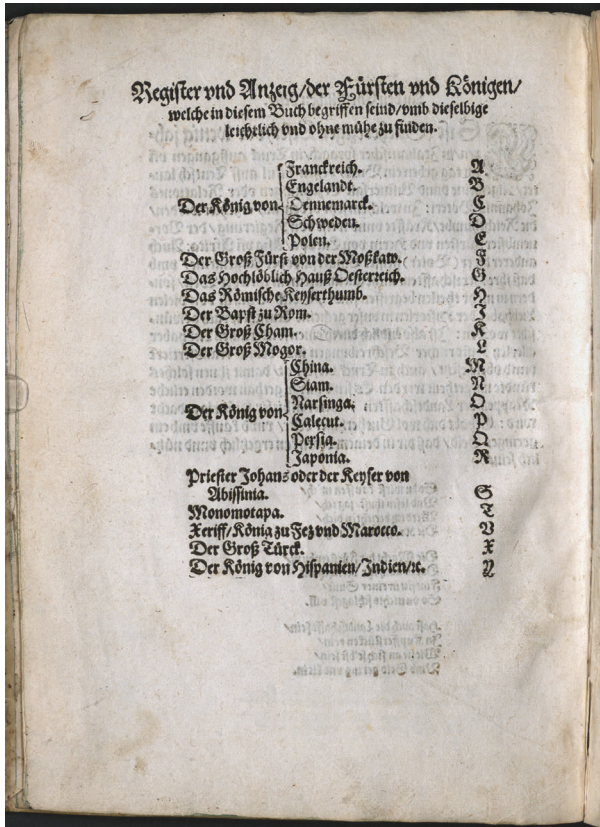 Register vnd Anzeig/der Fürsten vnd Königen/
welche in diesem Buch begriffen seind/vmb dieselbige
leichtlich vnd ohne mühe zu finden.
Franckreich. A
Engelandt. B
Der König von Dennemarck. C
Schweden. D
Polen. E
Der Groß Fürst von der Moßkaw. F
Das Hochlöblich Hauß Oesterreich. G
Das Römische Keyserthumb. H
Der Bapst zu Rom. I
Der Groß Cham. K
Der Groß Mogor. L
China. M
Siam. N
Der König von Narsinga. O
Calecut. P
Persia. Q
Japonia. R
Priester Johans oder der Keyser von
Abissinia. S
Monomotapa. T
Xeriff/König zu Fez vnd Marocco. V
Der Groß Türck. X
Der König von Hispanien/Indien/ꝛc. Y